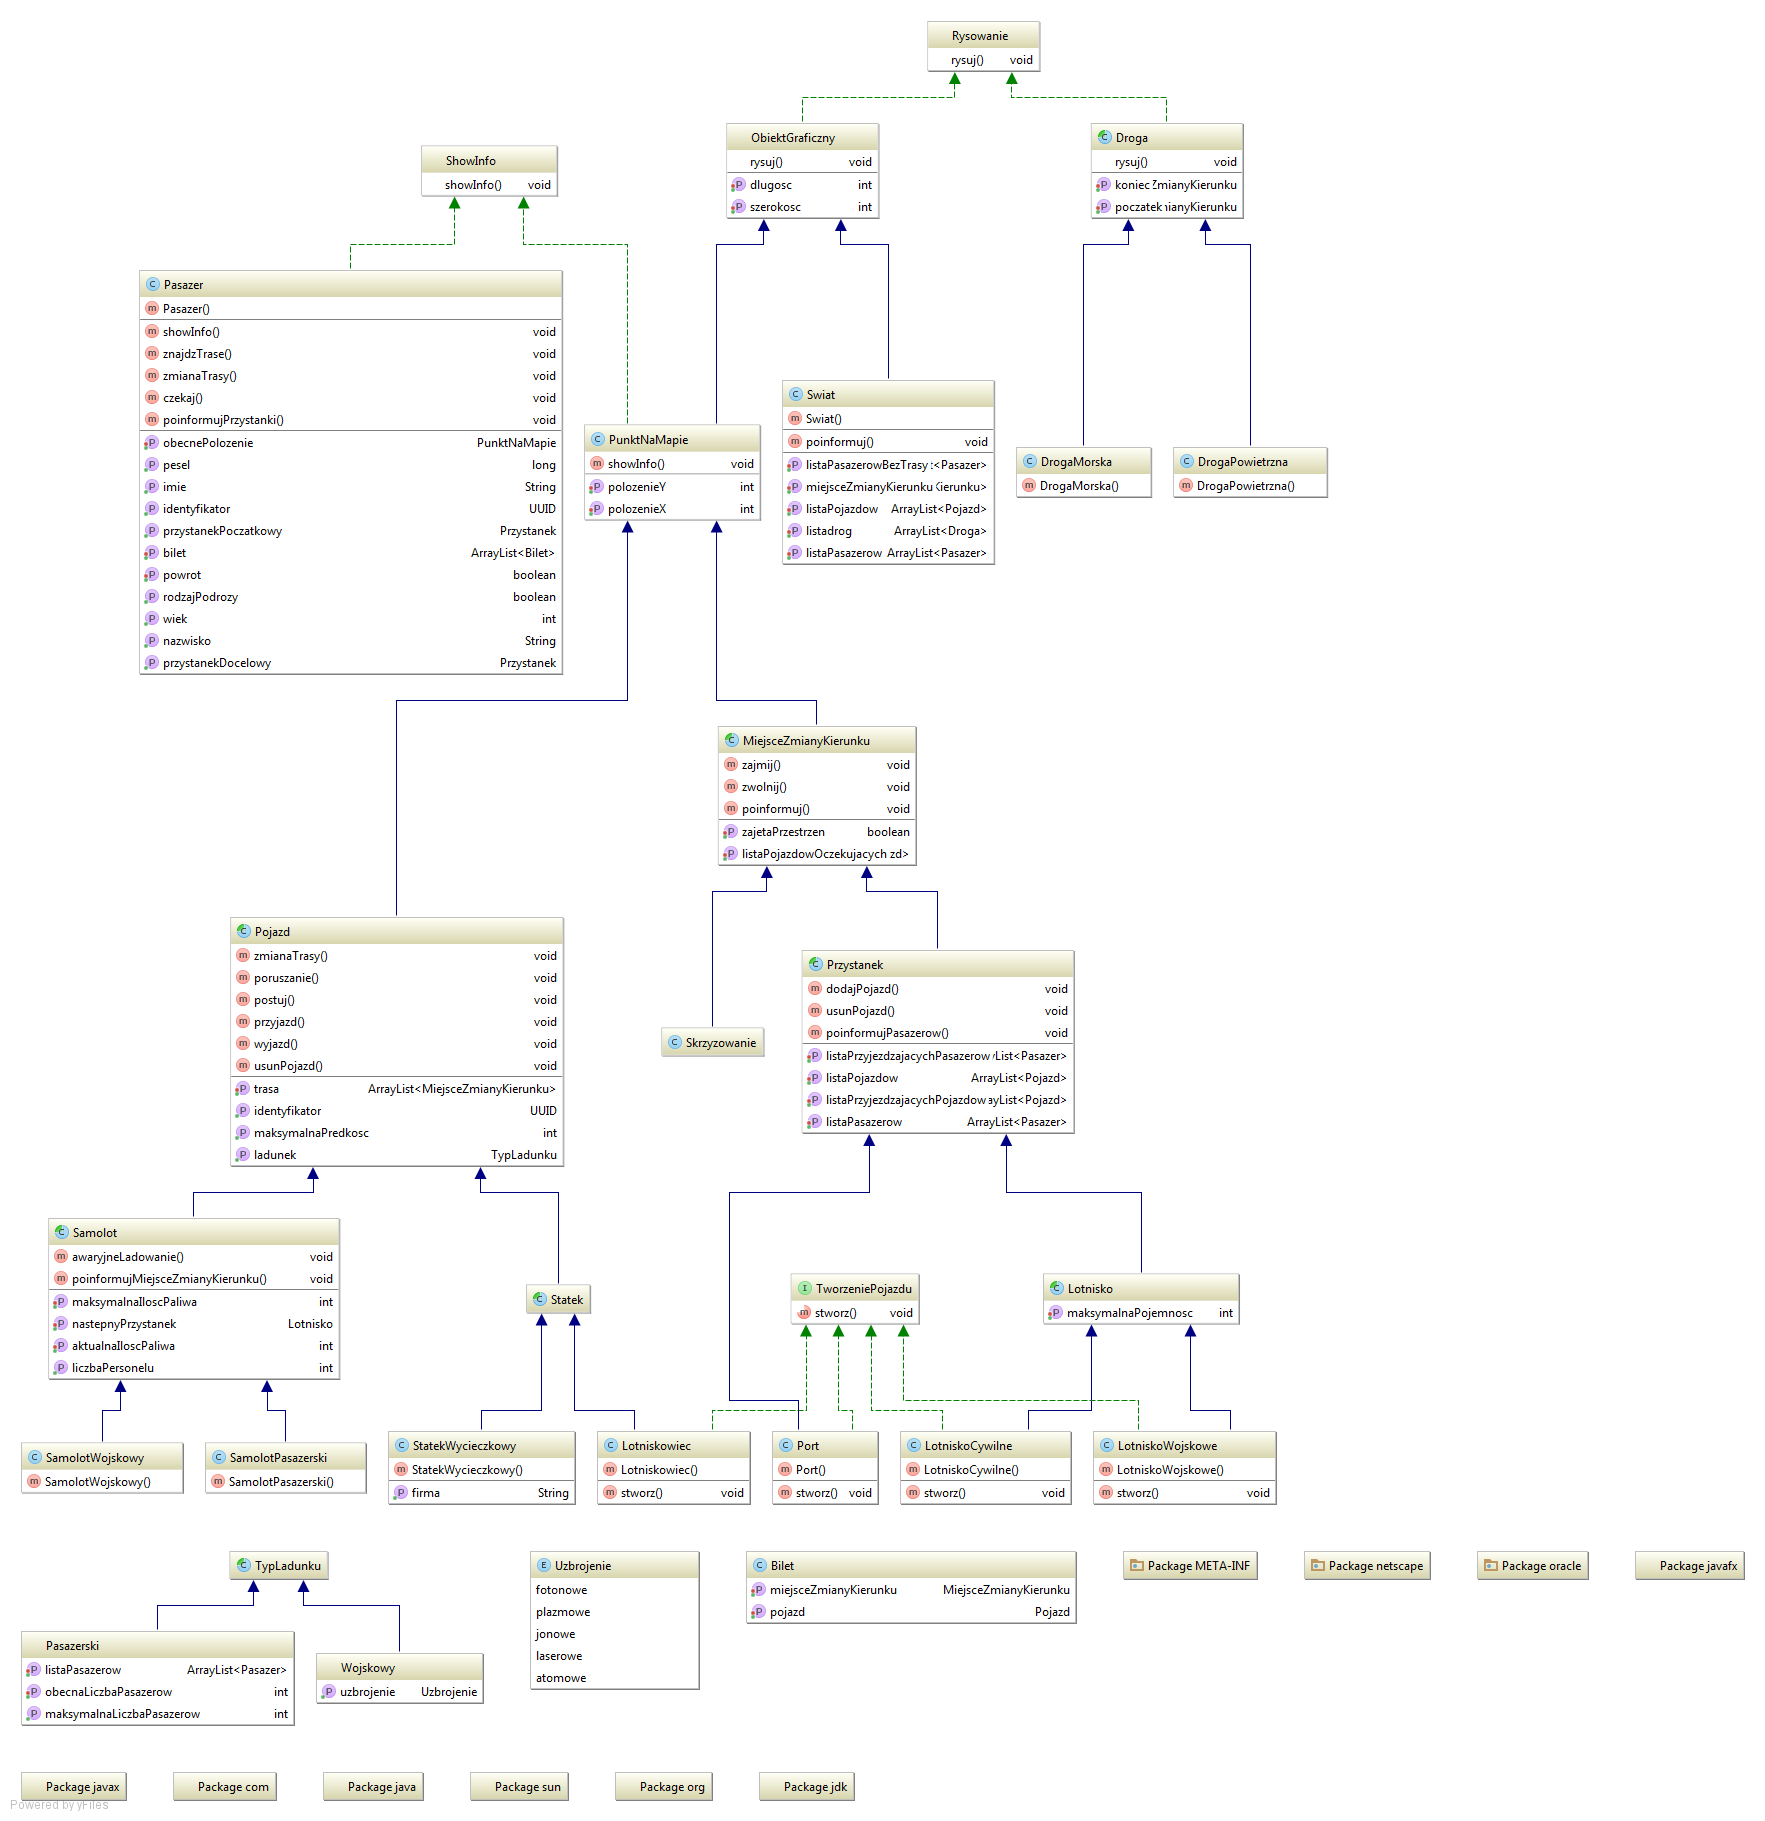 Rysowanie
rysuj() void
ObiektGraficzny
rysuj() void
dlugosc int
szerokosc int
Droga
rysuj() void
koniec ZmianyKierunku
poczatek ianyKierunku
ShowInfo
showInfo() void
Pasazer
Pasazer()
showInfo() void
znajdzTrase() void
zmianaTrasy() void
czekaj() void
poinformujPrzystanki() void
obecnePolozenie PunktNaMapie
pesel long
imie String
identyfikator UUID
przystanekPoczatkowy Przystanek
bilet ArrayList<Bilet>
powrot boolean
rodzajPodrozy boolean
wiek int
nazwisko String
przystanekDocelowy Przystanek
PunktNaMapie
showInfo() void
polozenieY int
polozenieX int
Swiat
Swiat()
poinformuj() void
listaPasazerowBezTrasy :<Pasazer>
miejsceZmianyKierunku Kierunku>
listaPojazdow ArrayList<Pojazd>
listadrog ArrayList<Droga>
listaPasazerow ArrayList<Pasazer>
DrogaMorska
DrogaMorska()
DrogaPowietrzna
DrogaPowietrzna()
MiejsceZmianyKierunku
zajmij() void
zwolnij() void
poinformuj() void
zajetaPrzestrzen boolean
listaPojazdowOczekujacych zd>
Pojazd
zmianaTrasy() void
poruszanie() void
postuj() void
przyjazd() void
wyjazd() void
usunPojazd() void
trasa ArrayList<MiejsceZmianyKierunku>
identyfikator UUID
maksymalnaPredkosc int
ladunek TypLadunku
Skrzyzowanie
Przystanek
dodajPojazd() void
usunPojazd() void
poinformujPasazerow() void
listaPrzyjezdzajacychPasazerow List<Pasazer>
listaPojazdow ArrayList<Pojazd>
listaPrzyjezdzajacychPojazdow ayList<Pojazd>
listaPasazerow ArrayList<Pasazer>
Samolot
awaryjneLadowanie() void
poinformujMiejsceZmianyKierunku() void
maksymalnaIloscPaliwa int
nastepnyPrzystanek Lotnisko
aktualnaIloscPaliwa int
liczbaPersonelu int
Statek
TworzeniePojazdu
stworz() void
Lotnisko
maksymalnaPojemnosc int
SamolotWojskowy
SamolotWojskowy()
SamolotPasazerski
SamolotPasazerski()
StatekWycieczkowy
StatekWycieczkowy()
firma String
Lotniskowiec
Lotniskowiec()
stworz() void
Port
Port()
stworz() void
LotniskoCywilne
LotniskoCywilne()
stworz() void
LotniskoWojskowe
LotniskoWojskowe()
stworz() void
TypLadunku
Uzbrojenie
fotonowe
plazmowe
jonowe
laserowe
atomowe
Bilet
miejsceZmianyKierunku MiejsceZmianyKierunku
pojazd Pojazd
Package META-INF
Package netscape
Package oracle
Package javafx
Pasazerski
listaPasazerow ArrayList<Pasazer>
obecnaLiczbaPasazerow int
maksymalnaLiczbaPasazerow int
Wojskowy
uzbrojenie Uzbrojenie
Package javax
Package com
Package java
Package sun
Package org
Package jdk
Powered by yFiles